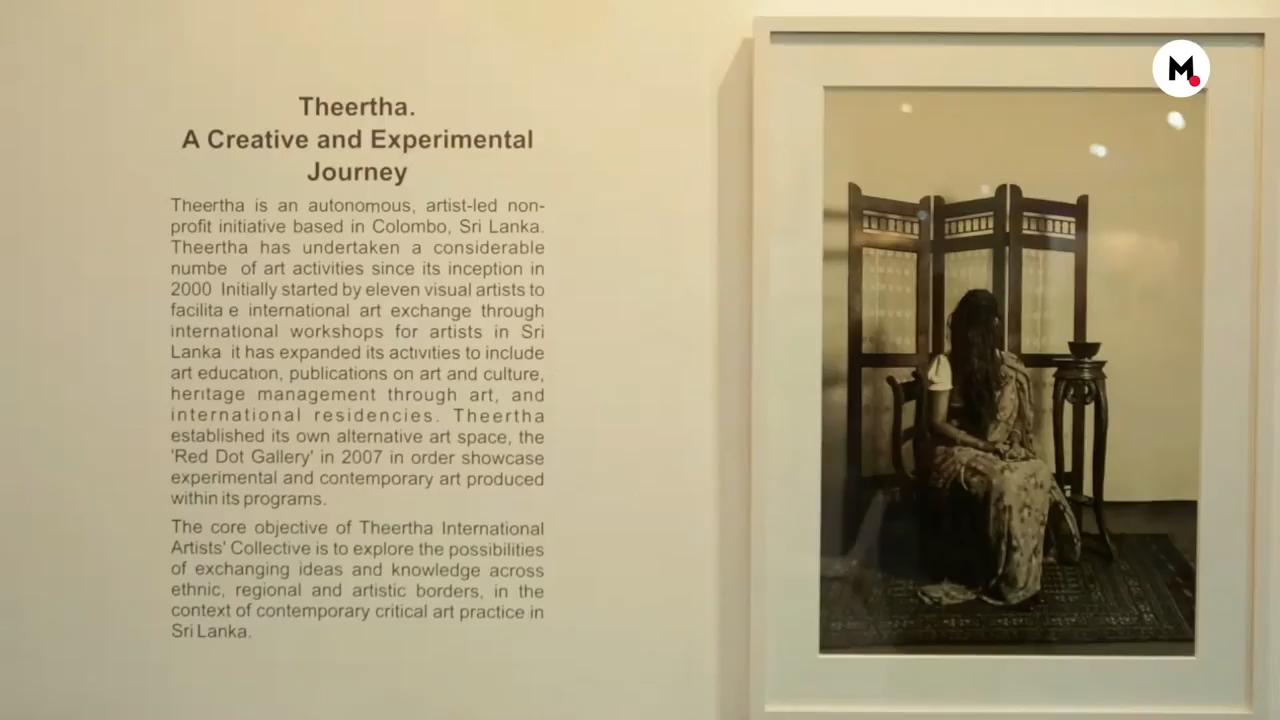 Theertha.
A Creative and Experimental
Journey
Theertha is an autonomous, artist-led non-
profit initiative based in Colombo, Sri Lanka.
Theertha has undertaken a considerable
numbe of art activities since its inception in
2000 Initially started by eleven visual artists to
facilita e international art exchange through
international workshops for artists in Sri
Lanka it has expanded its activities to include
art education, publications on art and culture,
heritage management through art, and
international residencies. Theertha
established its own alternative art space, the
'Red Dot Gallery' in 2007 in order showcase
experimental and contemporary art produced
within its programs.
The core objective of Theertha International
Artists' Collective is to explore the possibilities
of exchanging ideas and knowledge across
ethnic, regional and artistic borders, in the
context of contemporary critical art practice in
Sri Lanka.
M.